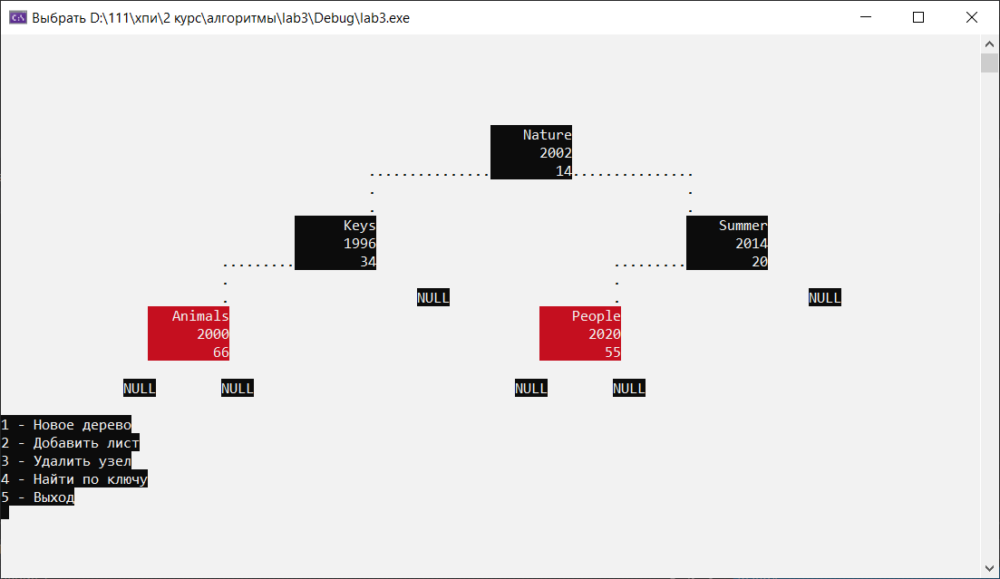 Выбрать D:\111\хпи\2 курс\алгоритмы\lab3\Debug\lab3.exe
Nature
2002
14
Keys Summer
1996 2014
34 20
NULL NULL
Animals People
2000 2020
66 55
NULL NULL NULL NULL
1 - Новое дерево
2 - Добавить лист
3 - Удалить узел
4 - Найти по ключу
5 - Выход